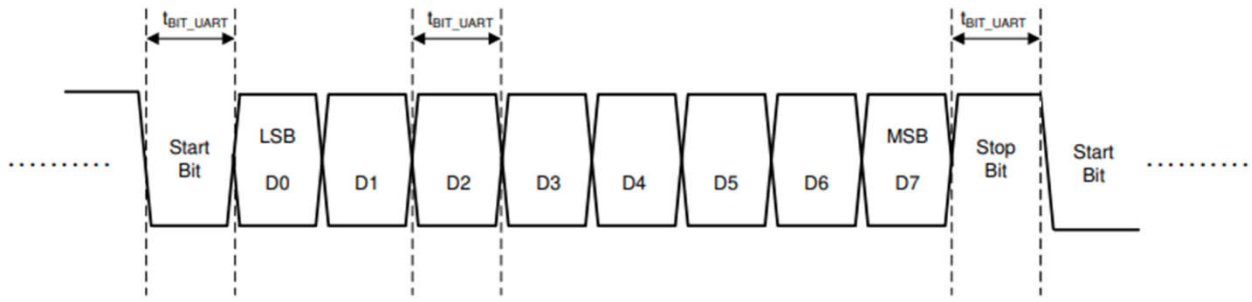 tBIT_UART tBIT_UART tBIT_UART
LSB MSB
Start Bit Stop Bit Start Bit
D0 D1 D2 D3 D4 D5 D6 D7